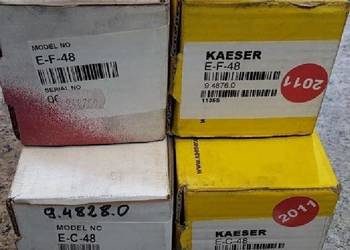 MODEL NO
E-F-48
SERIAL NO
KAESER
E-F-48
9.4876.0
2011
9.4828.0
MODEL NO
E-C-48
KAESER
E-C-48
2011